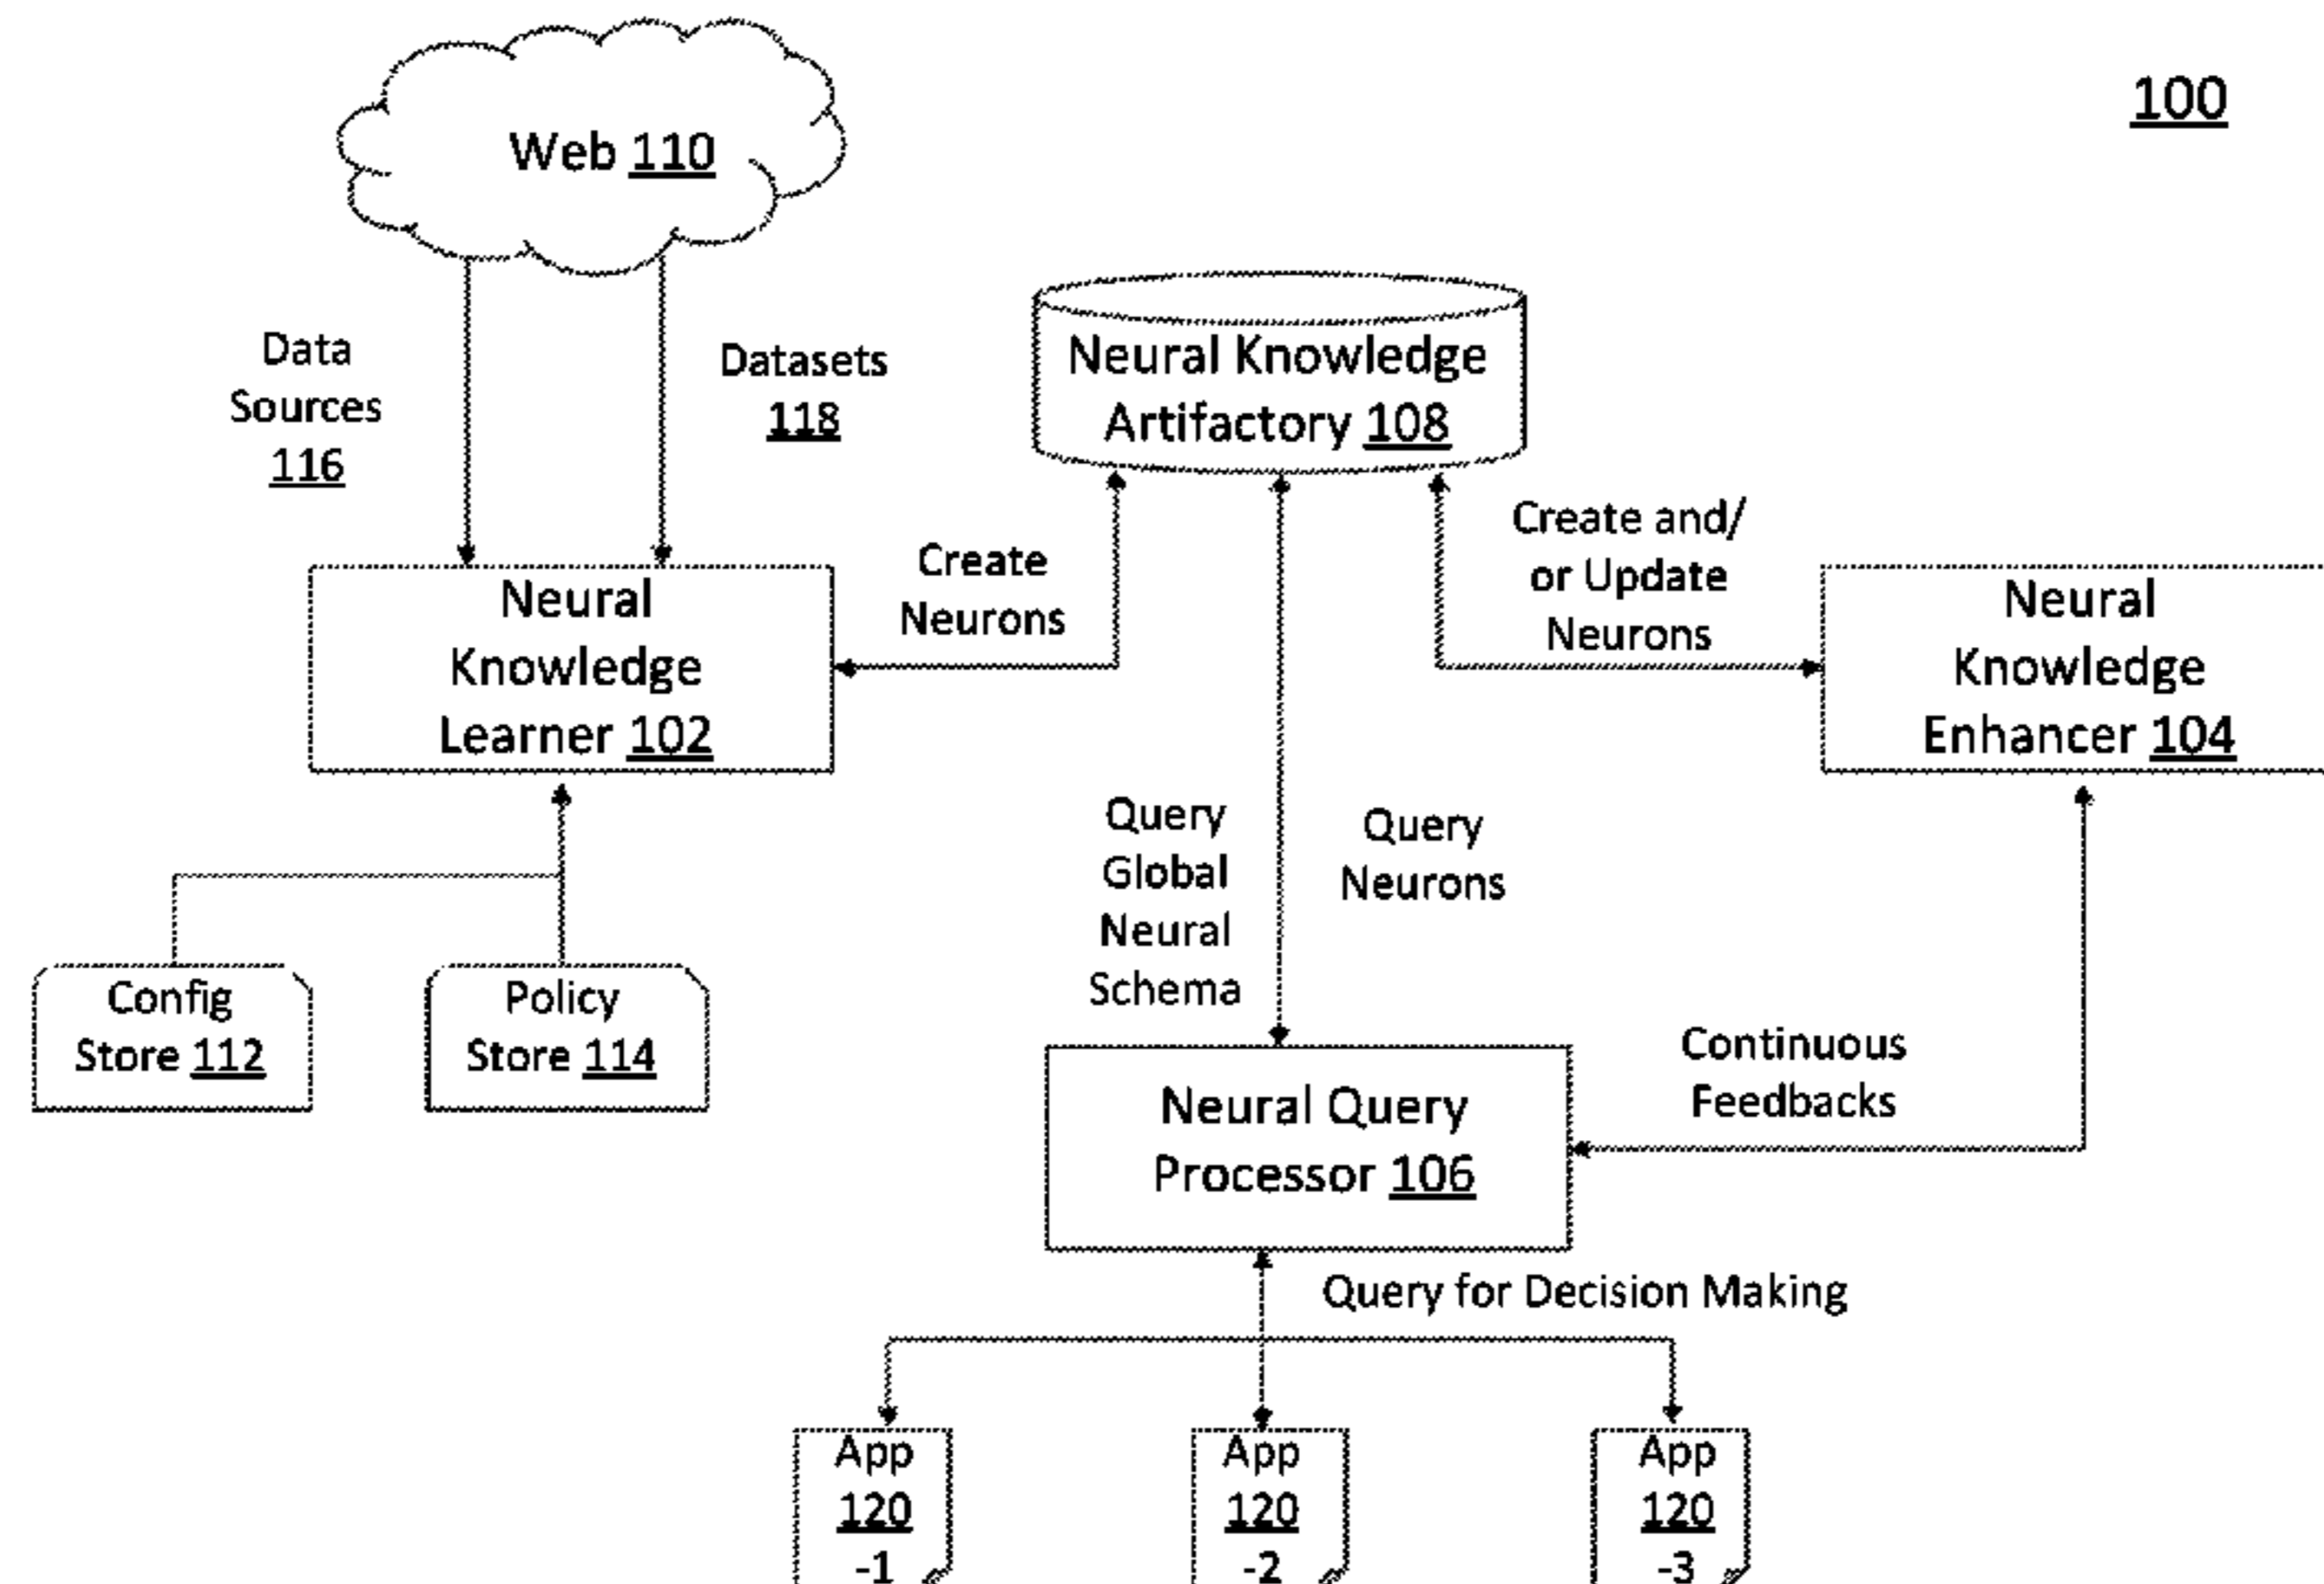 100
Web 110
Data
Sources
116
Datasets
118
Neural Knowledge
Artifactory 108
Create
Neurons
Create and/
or Update
Neurons
Neural
Knowledge
Learner 102
Neural
Knowledge
Enhancer 104
Query
Global
Neural
Schema
Query
Neurons
Config
Store 112
Policy
Store 114
Neural Query
Processor 106
Continuous
Feedbacks
Query for Decision Making
App
120
-1
App
120
-2
App
120
-3